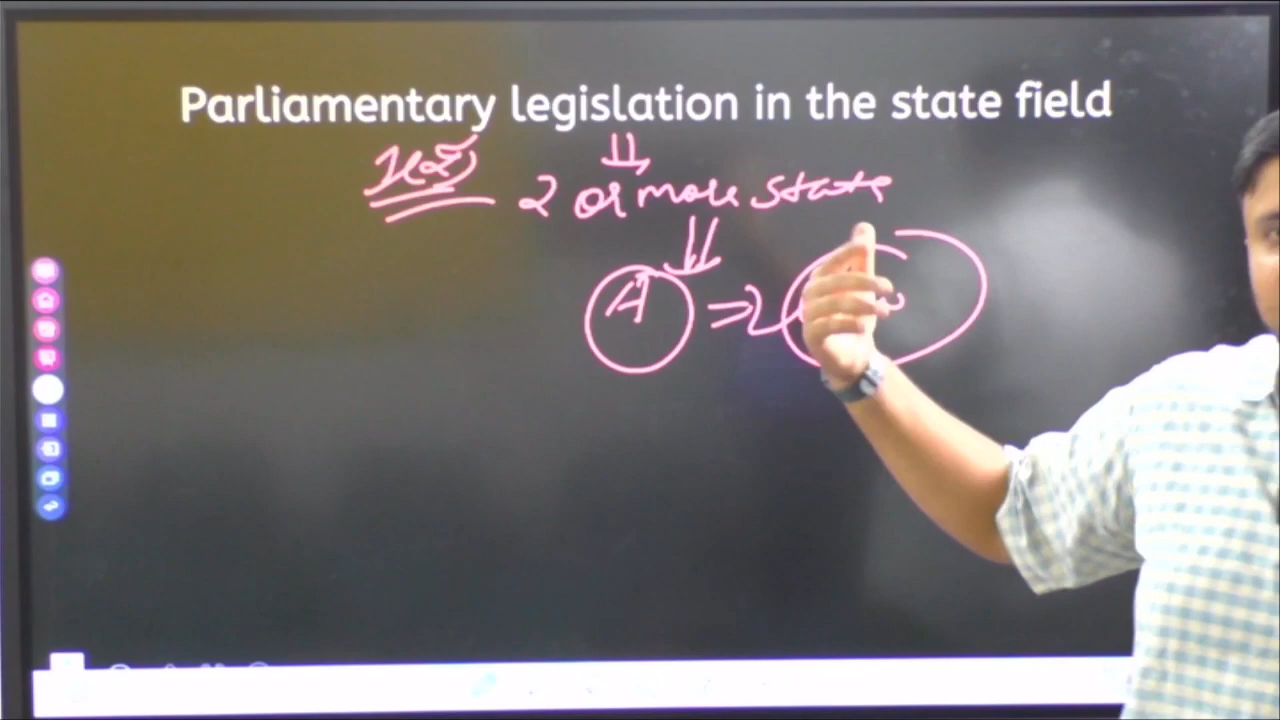 Parliamentary legislation in the state field
2 or more state
A ⇒